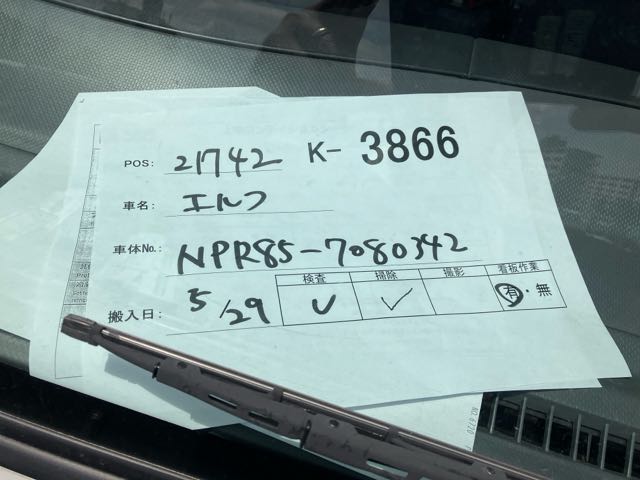 POS: 21742 K- 3866
車名: エルフ
車体No.: NPR85-7080342
搬入日: 5/29
検査 掃除 撮影 看板作業
✓ ✓ 有・無